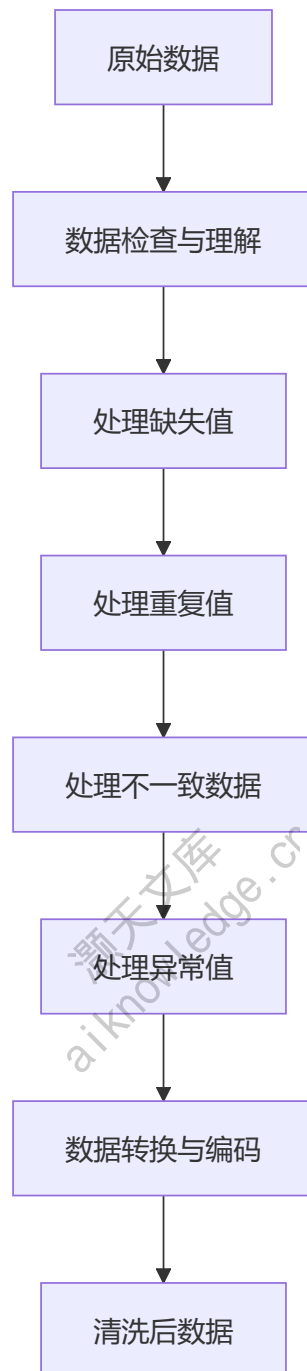 原始数据
数据检查与理解
处理缺失值
处理重复值
处理不一致数据
灏天文库
aiknowledge.cn
处理异常值
数据转换与编码
清洗后数据